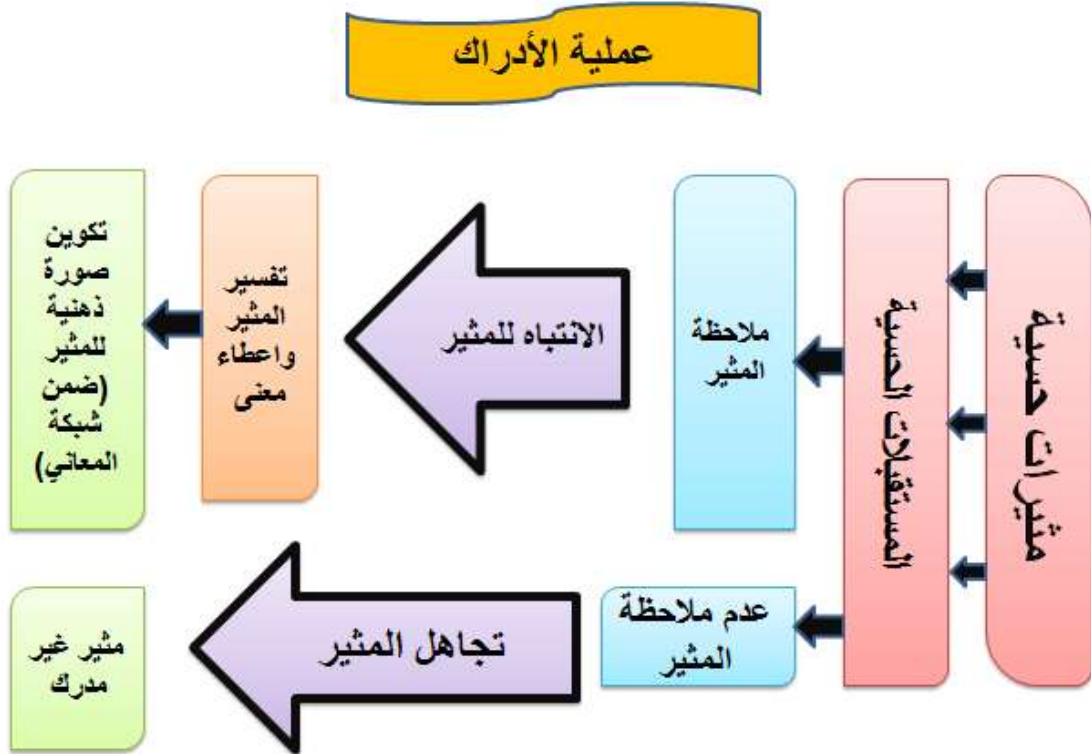 عملية الأدراك
مثيرات حسية
المستقبلات الحسية
ملاحظة
المثير
الانتباه للمثير
تفسير
المثير
واعطاء
معنى
تكوين
صورة
ذهنية
للمثير
(ضمن
شبكة
المعاني)
عدم ملاحظة
المثير
تجاهل المثير
مثير غير
مدرك